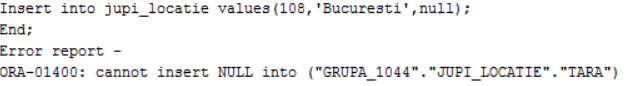 Insert into jupi_locatie values(108,'Bucuresti',null);
End;
Error report -
ORA-01400: cannot insert NULL into ("GRUPA_1044"."JUPI_LOCATIE"."TARA")